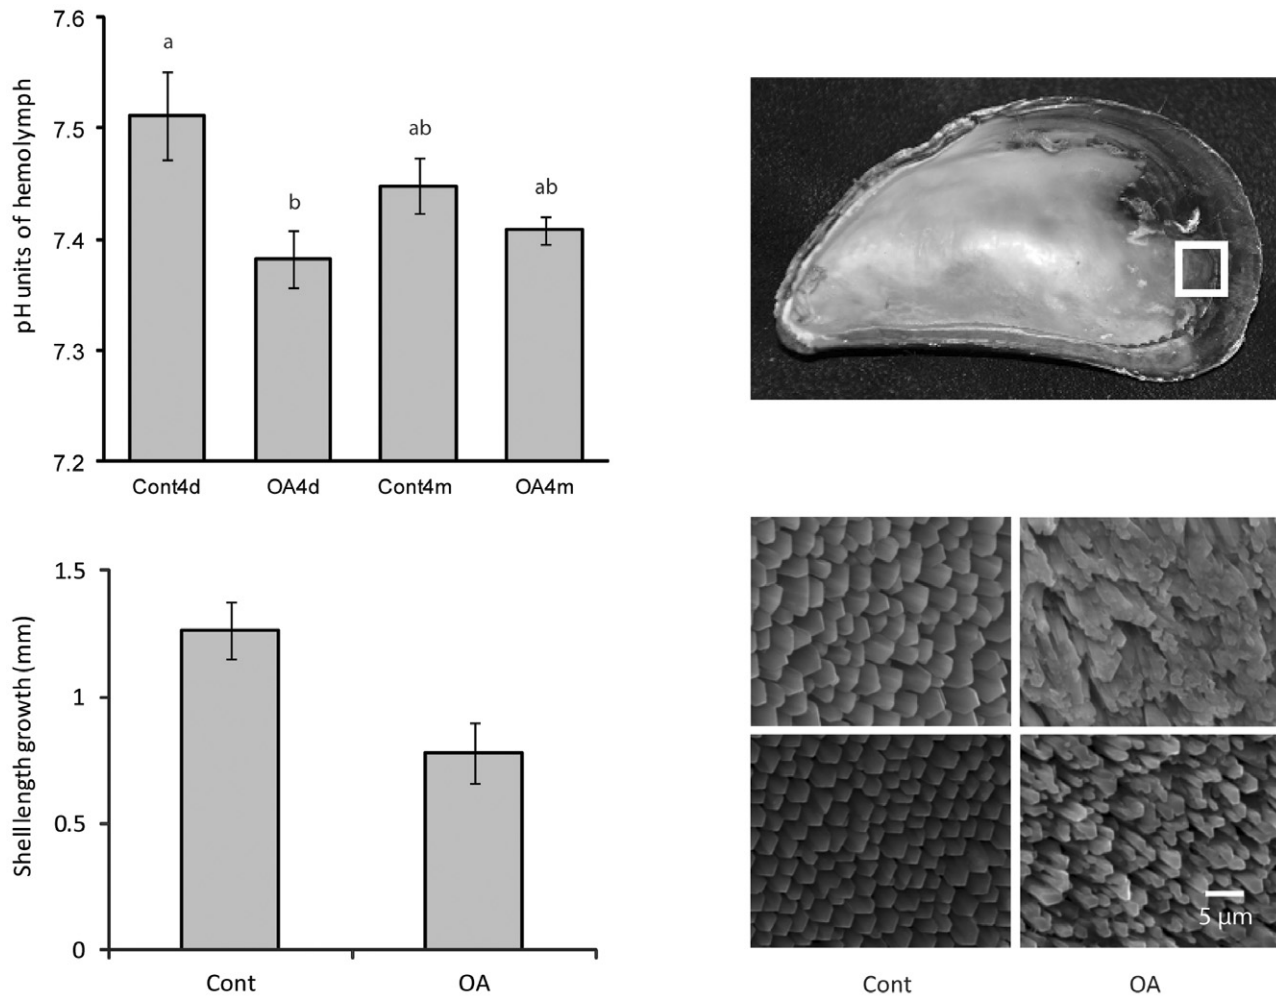 7.6
7.5
7.4
7.3
7.2
pH units of hemolymph
a
b
ab
ab
Cont4d OA4d Cont4m OA4m
1.5
1
0.5
0
Shell length growth (mm)
Cont OA
5 µm
Cont OA